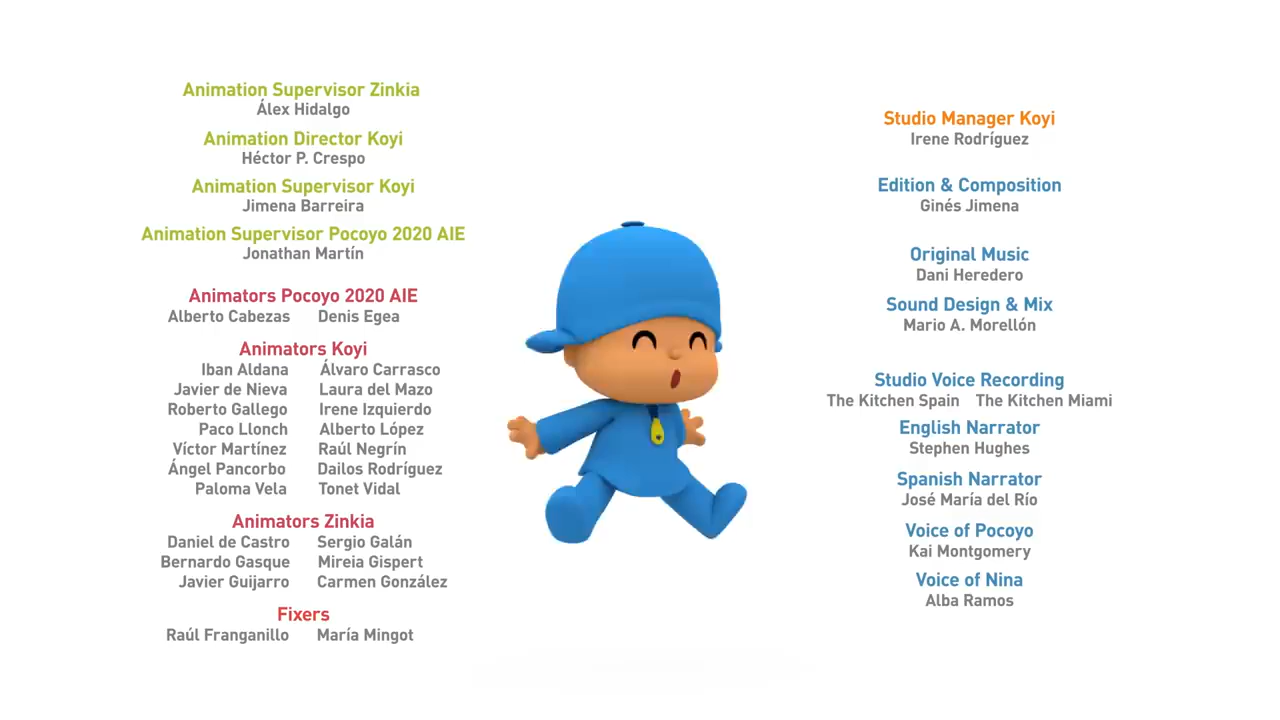 Animation Supervisor Zinkia
Álex Hidalgo
Animation Director Koyi
Héctor P. Crespo
Animation Supervisor Koyi
Jimena Barreira
Animation Supervisor Pocoyo 2020 AIE
Jonathan Martín
Animators Pocoyo 2020 AIE
Alberto Cabezas Denis Egea
Animators Koyi
Iban Aldana Álvaro Carrasco
Javier de Nieva Laura del Mazo
Roberto Gallego Irene Izquierdo
Paco Llonch Alberto López
Víctor Martínez Raúl Negrín
Ángel Pancorbo Dailos Rodríguez
Paloma Vela Tonet Vidal
Animators Zinkia
Daniel de Castro Sergio Galán
Bernardo Gasque Mireia Gispert
Javier Guijarro Carmen González
Fixers
Raúl Franganillo María Mingot
Studio Manager Koyi
Irene Rodríguez
Edition & Composition
Ginés Jimena
Original Music
Dani Heredero
Sound Design & Mix
Mario A. Morellón
Studio Voice Recording
The Kitchen Spain The Kitchen Miami
English Narrator
Stephen Hughes
Spanish Narrator
José María del Río
Voice of Pocoyo
Kai Montgomery
Voice of Nina
Alba Ramos